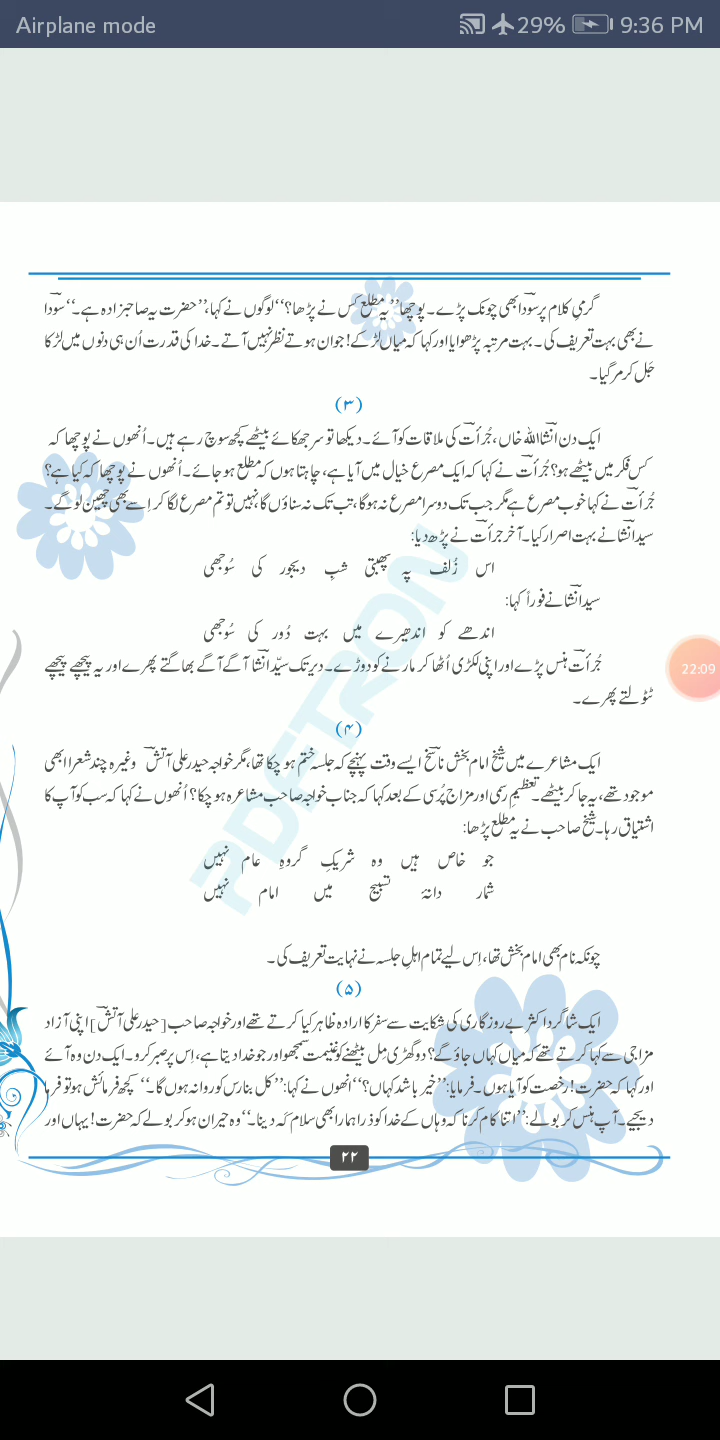 Airplane mode
29% 9:36 PM
گرمیِ کلام پر سودا بھی چونک پڑے۔ پوچھا ’’یہ مطلع کس نے پڑھا؟‘‘ لوگوں نے کہا، ’’حضرت یہ صاحبزادہ ہے۔‘‘ سودا
نے بھی بہت تعریف کی۔ بہت مرتبہ پڑھوایا اور کہا کہ میاں لڑکے! جوان ہوتے نظر نہیں آتے۔ خدا کی قدرت اُن ہی دنوں میں لڑکا
جَل کر مر گیا۔
(۳)
ایک دن انشا اللہ خاں، جُرأت کی ملاقات کو آئے۔ دیکھا تو سر جھکائے بیٹھے کچھ سوچ رہے ہیں۔ اُنھوں نے پوچھا کہ
کس فکر میں بیٹھے ہو؟ جُرأت نے کہا کہ ایک مصرع خیال میں آیا ہے، چاہتا ہوں کہ مطلع ہو جائے۔ اُنھوں نے پوچھا کہ کیا ہے؟
جُرأت نے کہا خوب مصرع ہے مگر جب تک دوسرا مصرع نہ ہوگا، تب تک نہ سناؤں گا، نہیں تو تم مصرع لگا کر اِسے بھی چھین لو گے۔
سید انشا نے بہت اصرار کیا۔ آخر جرأت نے پڑھ دیا:
اس زُلف پہ پھبتی شبِ دیجور کی سُوجھی
سید انشا نے فوراً کہا:
اندھے کو اندھیرے میں بہت دُور کی سُوجھی
جُرأت ہنس پڑے اور اپنی لکڑی اُٹھا کر مارنے کو دوڑے۔ دیر تک سیّد انشا آگے آگے بھاگتے پھرے اور یہ پیچھے پیچھے
ٹٹولتے پھرے۔
22:09
(۴)
ایک مشاعرے میں شیخ امام بخش ناسخ ایسے وقت پہنچے کہ جلسہ ختم ہو چکا تھا، مگر خواجہ حیدر علی آتش وغیرہ چند شعرا ابھی
موجود تھے، یہ جا کر بیٹھے۔ تعظیمِ رسمی اور مزاج پُرسی کے بعد کہا کہ جناب خواجہ صاحب مشاعرہ ہو چکا؟ اُنھوں نے کہا کہ سب کو آپ کا
اشتیاق رہا۔ شیخ صاحب نے یہ مطلع پڑھا:
جو خاص ہیں وہ شریکِ گروہِ عام نہیں
شمار دانۂ تسبیح میں امام نہیں
چونکہ نام بھی امام بخش تھا، اِس لیے تمام اہلِ جلسہ نے نہایت تعریف کی۔
(۵)
ایک شاگرد اکثر بے روزگاری کی شکایت سے سفر کا ارادہ ظاہر کیا کرتے تھے اور خواجہ صاحب [حیدر علی آتش] اپنی آزاد
مزاجی سے کہا کرتے تھے کہ میاں کہاں جاؤ گے؟ دو گھڑی مِل بیٹھنے کو غنیمت سمجھو اور جو خدا دیتا ہے، اِس پر صبر کرو۔ ایک دن وہ آئے
اور کہا کہ حضرت! رخصت کو آیا ہوں۔ فرمایا: ’’خیر باشد کہاں؟‘‘ انھوں نے کہا: ’’کل بنارس کو روانہ ہوں گا۔‘‘ کچھ فرمائش ہو تو فرما
دیجیے۔ آپ ہنس کر بولے: ’’اتنا کام کرنا کہ وہاں کے خدا کو ذرا ہمارا بھی سلام کہَ دینا۔‘‘ وہ حیران ہو کر بولے کہ حضرت! یہاں اور
۲۲
PDETRON